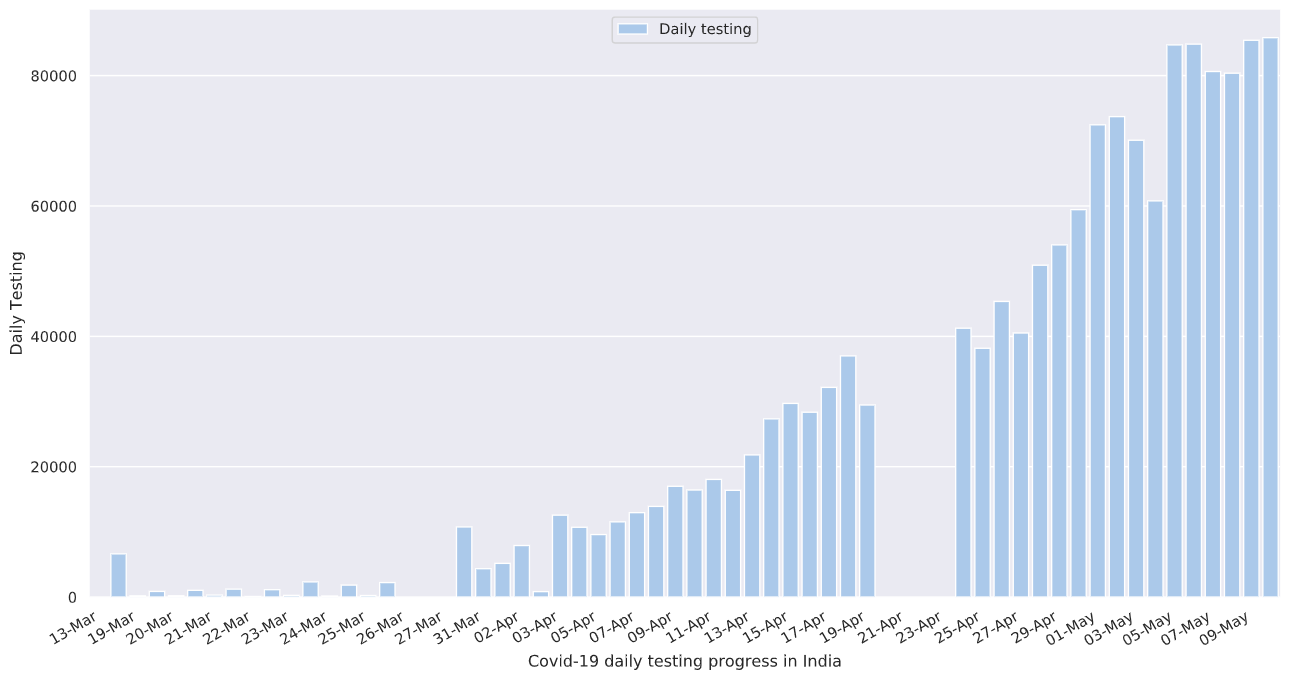 Daily testing
80000
60000
40000
20000
0
Daily Testing
13-Mar 19-Mar 20-Mar 21-Mar 22-Mar 23-Mar 24-Mar 25-Mar 26-Mar 27-Mar 31-Mar 02-Apr 03-Apr 05-Apr 07-Apr 09-Apr 11-Apr 13-Apr 15-Apr 17-Apr 19-Apr 21-Apr 23-Apr 25-Apr 27-Apr 29-Apr 01-May 03-May 05-May 07-May 09-May
Covid-19 daily testing progress in India